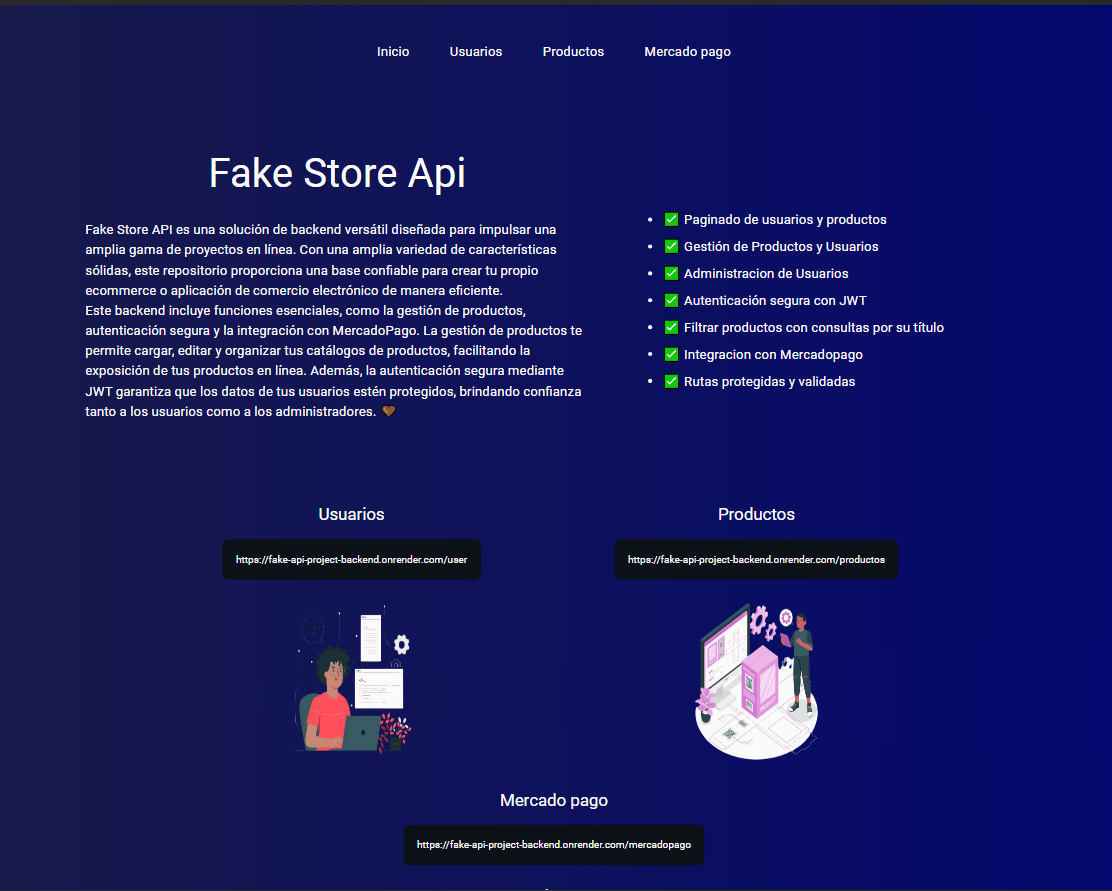 Inicio Usuarios Productos Mercado pago
Fake Store Api
Fake Store API es una solución de backend versátil diseñada para impulsar una
amplia gama de proyectos en línea. Con una amplia variedad de características
sólidas, este repositorio proporciona una base confiable para crear tu propio
ecommerce o aplicación de comercio electrónico de manera eficiente.
Este backend incluye funciones esenciales, como la gestión de productos,
autenticación segura y la integración con MercadoPago. La gestión de productos te
permite cargar, editar y organizar tus catálogos de productos, facilitando la
exposición de tus productos en línea. Además, la autenticación segura mediante
JWT garantiza que los datos de tus usuarios estén protegidos, brindando confianza
tanto a los usuarios como a los administradores. 🤎
• ✅ Paginado de usuarios y productos
• ✅ Gestión de Productos y Usuarios
• ✅ Administracion de Usuarios
• ✅ Autenticación segura con JWT
• ✅ Filtrar productos con consultas por su título
• ✅ Integracion con Mercadopago
• ✅ Rutas protegidas y validadas
Usuarios
https://fake-api-project-backend.onrender.com/user
Productos
https://fake-api-project-backend.onrender.com/productos
Mercado pago
https://fake-api-project-backend.onrender.com/mercadopago